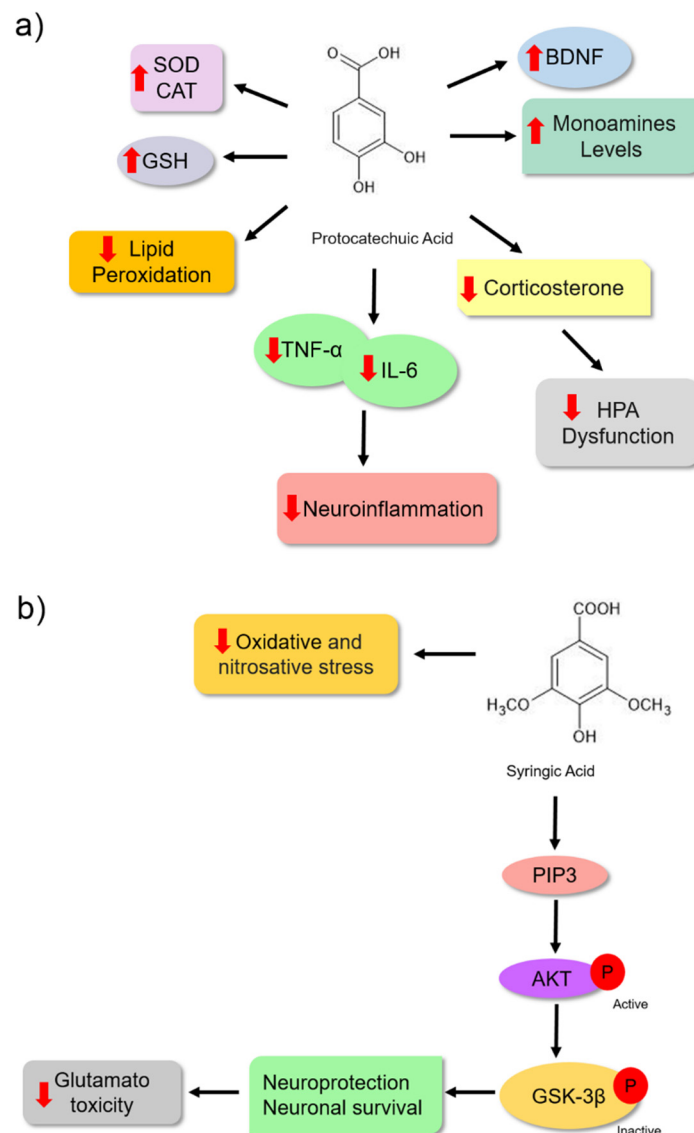 a)
SOD
CAT
GSH
Lipid
Peroxidation
O
OH
OH
OH
Protocatechuic Acid
BDNF
Monoamines
Levels
Corticosterone
HPA
Dysfunction
TNF-α
IL-6
Neuroinflammation
b)
Oxidative and
nitrosative stress
COOH
H₃CO
OCH₃
OH
Syringic Acid
PIP3
AKT
P
Active
GSK-3β
P
Inactive
Neuroprotection
Neuronal survival
Glutamato
toxicity